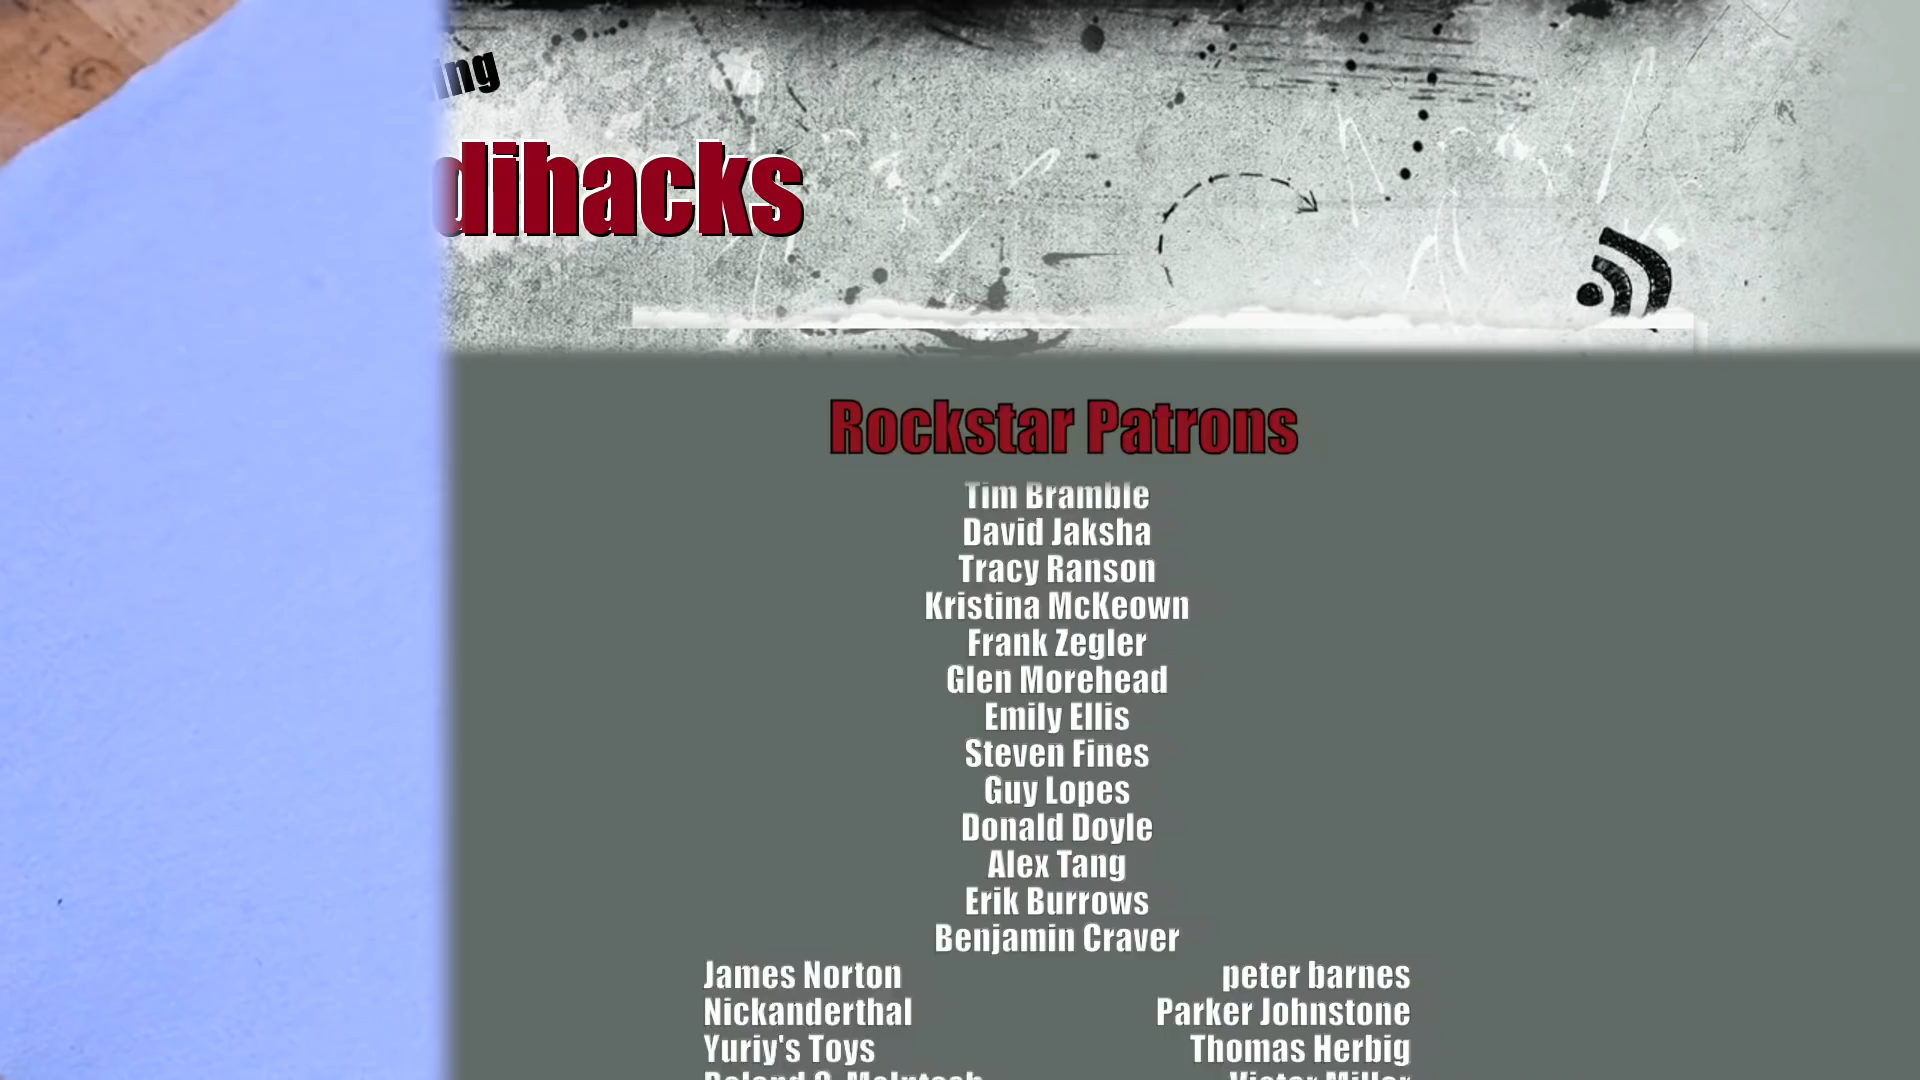 ing
dihacks
Rockstar Patrons
Tim Bramble
David Jaksha
Tracy Ranson
Kristina McKeown
Frank Zegler
Glen Morehead
Emily Ellis
Steven Fines
Guy Lopes
Donald Doyle
Alex Tang
Erik Burrows
Benjamin Craver
James Norton peter barnes
Nickanderthal Parker Johnstone
Yuriy's Toys Thomas Herbig